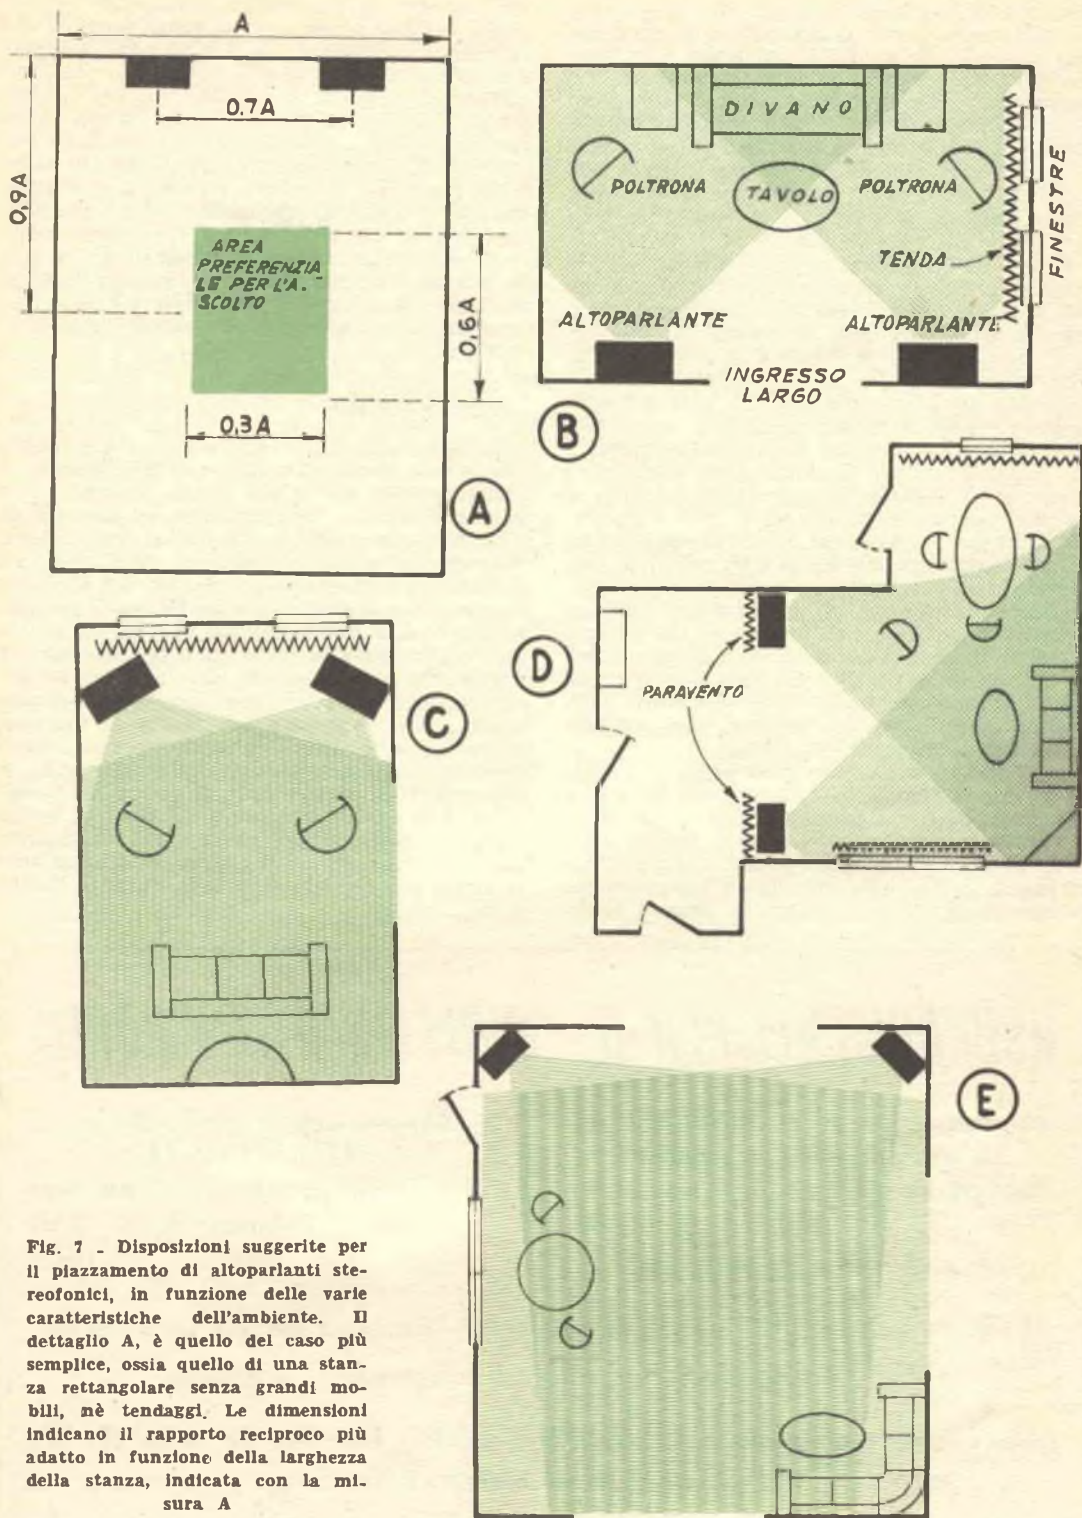 A
0.7A
0.9A
AREA
PREFERENZIA
LE PER L'A.-
SCOLTO
0.6A
0.3A
A
DIVANO
POLTRONA
TAVOLO
POLTRONA
TENDA
FINESTRE
ALTOPARLANTE
ALTOPARLANTE
INGRESSO
LARGO
B
C
D
PARAVENTO
E
Fig. 7 - Disposizioni suggerite per
il piazzamento di altoparlanti ste-
reofonici, in funzione delle varie
caratteristiche dell'ambiente. Il
dettaglio A, è quello del caso più
semplice, ossia quello di una stan-
za rettangolare senza grandi mo-
bili, nè tendaggi. Le dimensioni
indicano il rapporto reciproco più
adatto in funzione della larghezza
della stanza, indicata con la mi-
sura A